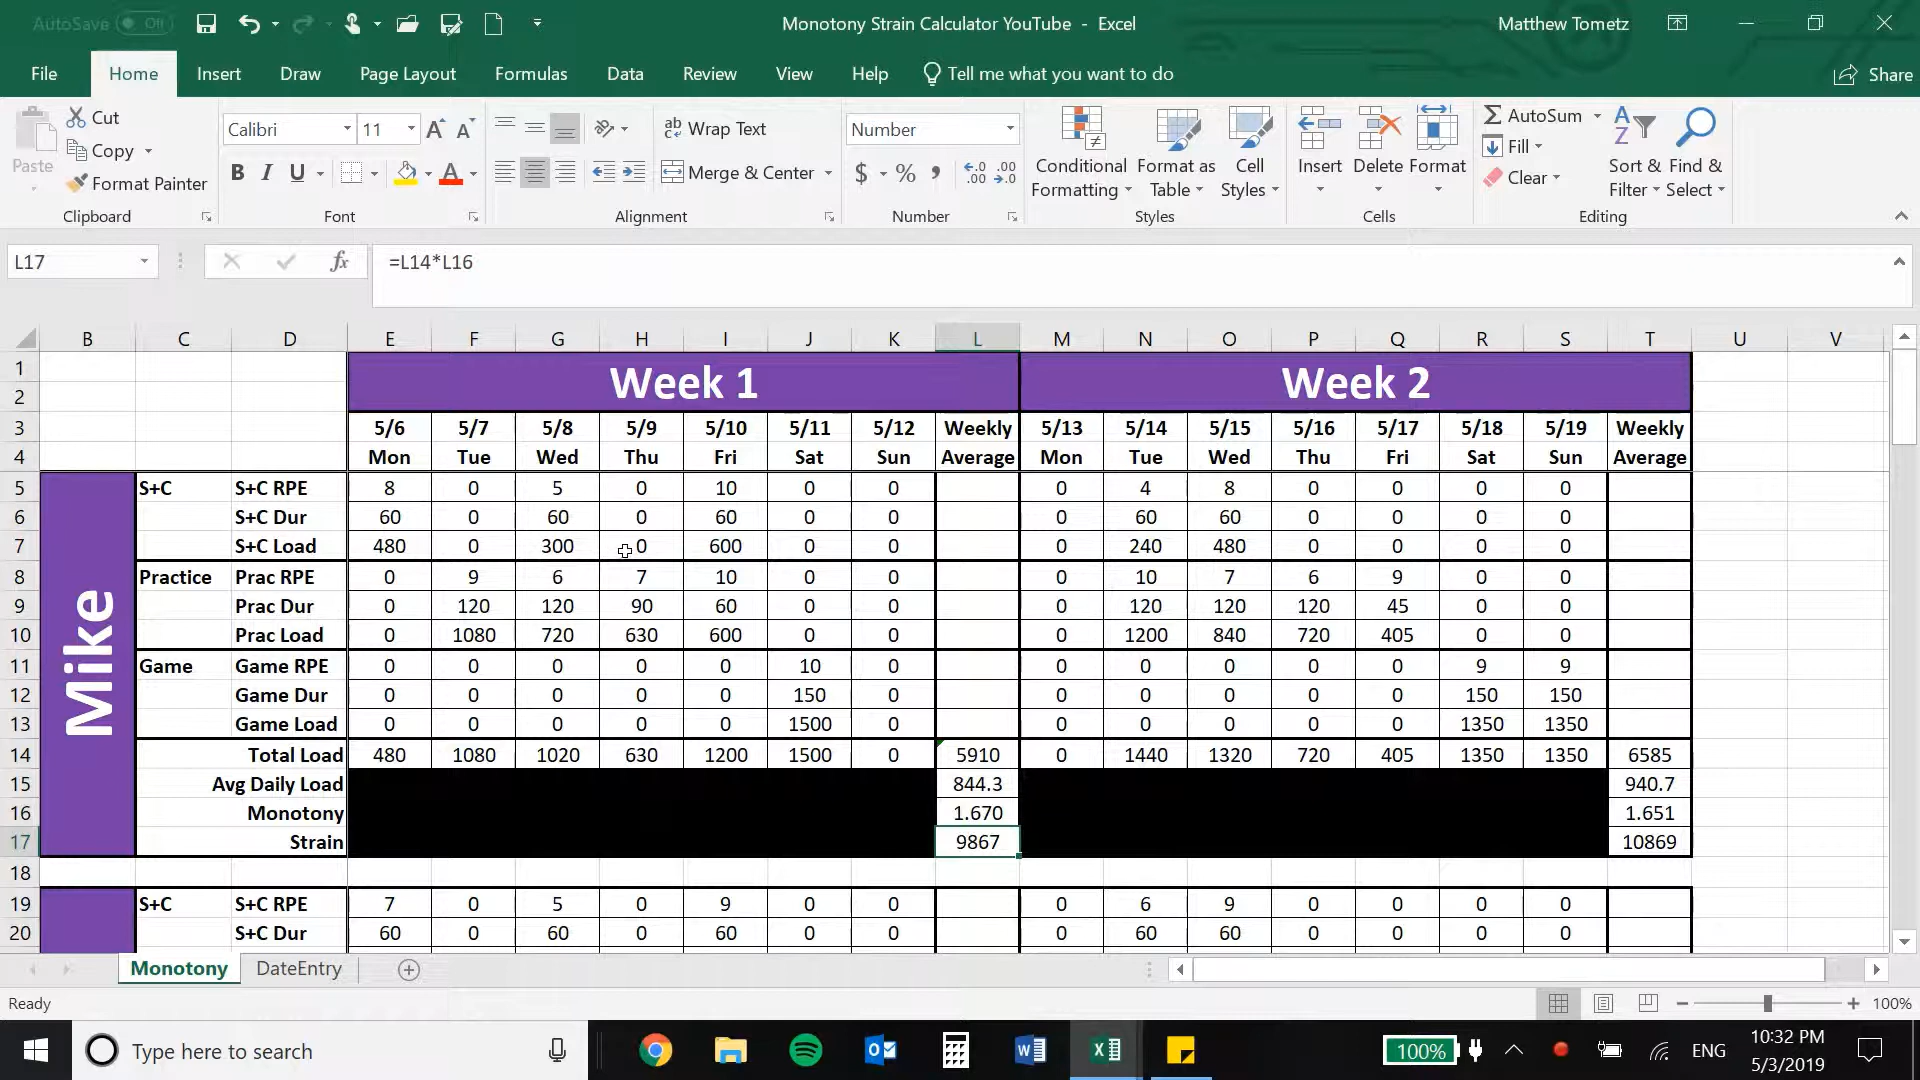 AutoSave Off
Monotony Strain Calculator YouTube - Excel
Matthew Tometz
File Home Insert Draw Page Layout Formulas Data Review View Help Tell me what you want to do Share
Paste
Cut
Copy
Format Painter
Clipboard
Calibri 11
B I U
Font
Wrap Text
Merge & Center
Alignment
Number
$ % ,
Number
Conditional Formatting
Format as Table
Cell Styles
Styles
Insert Delete Format
Cells
AutoSum
Fill
Clear
Sort & Filter
Find & Select
Editing
L17 fx =L14*L16
B C D E F G H I J K L M N O P Q R S T U V
1 Week 1 Week 2
2
3 5/6 5/7 5/8 5/9 5/10 5/11 5/12 Weekly 5/13 5/14 5/15 5/16 5/17 5/18 5/19 Weekly
4 Mon Tue Wed Thu Fri Sat Sun Average Mon Tue Wed Thu Fri Sat Sun Average
Mike
5 S+C S+C RPE 8 0 5 0 10 0 0 0 4 8 0 0 0 0
6 S+C Dur 60 0 60 0 60 0 0 0 60 60 0 0 0 0
7 S+C Load 480 0 300 0 600 0 0 0 240 480 0 0 0 0
8 Practice Prac RPE 0 9 6 7 10 0 0 0 10 7 6 9 0 0
9 Prac Dur 0 120 120 90 60 0 0 0 120 120 120 45 0 0
10 Prac Load 0 1080 720 630 600 0 0 0 1200 840 720 405 0 0
11 Game Game RPE 0 0 0 0 0 10 0 0 0 0 0 0 9 9
12 Game Dur 0 0 0 0 0 150 0 0 0 0 0 0 150 150
13 Game Load 0 0 0 0 0 1500 0 0 0 0 0 0 1350 1350
14 Total Load 480 1080 1020 630 1200 1500 0 5910 0 1440 1320 720 405 1350 1350 6585
15 Avg Daily Load 844.3 940.7
16 Monotony 1.670 1.651
17 Strain 9867 10869
18
19 S+C S+C RPE 7 0 5 0 9 0 0 0 6 9 0 0 0 0
20 S+C Dur 60 0 60 0 60 0 0 0 60 60 0 0 0 0
Monotony DateEntry
Ready 100%
Type here to search
100% ENG
10:32 PM
5/3/2019